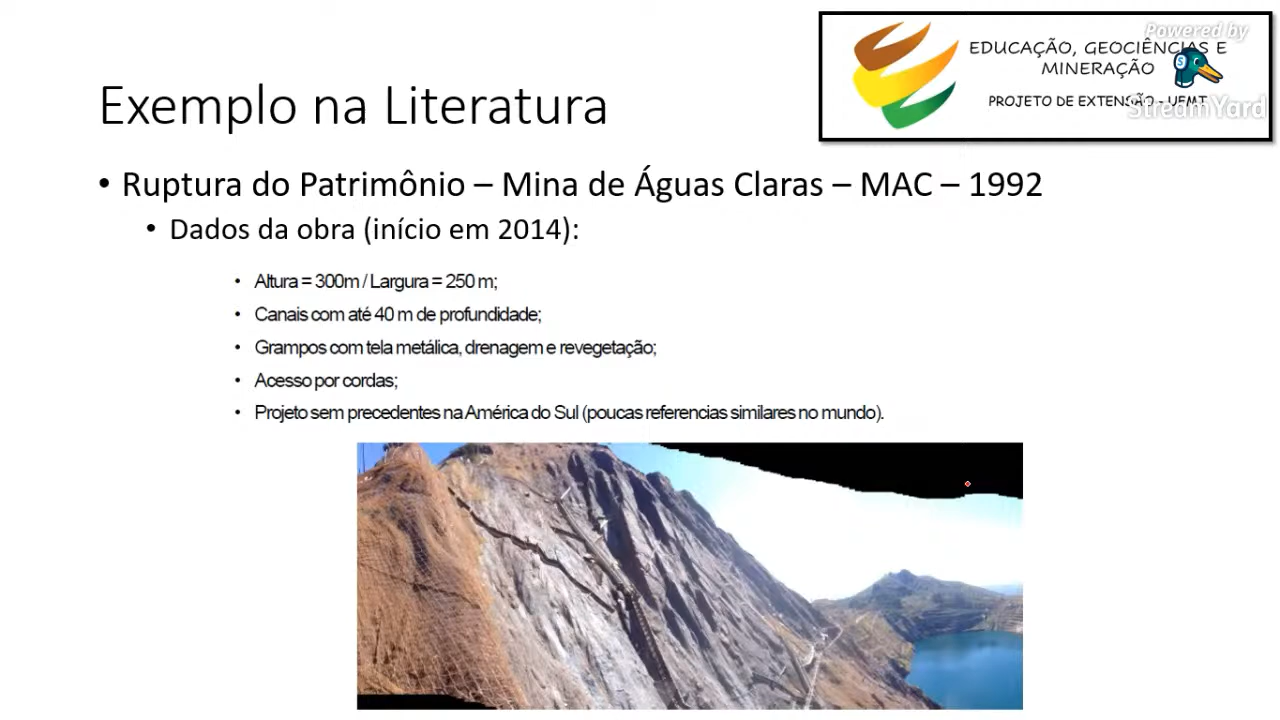 Powered by
EDUCAÇÃO, GEOCIÊNCIAS E
MINERAÇÃO
PROJETO DE EXTENSÃO - UFMT
StreamYard
Exemplo na Literatura
• Ruptura do Patrimônio – Mina de Águas Claras – MAC – 1992
• Dados da obra (início em 2014):
• Altura = 300m / Largura = 250 m;
• Canais com até 40 m de profundidade;
• Grampos com tela metálica, drenagem e revegetação;
• Acesso por cordas;
• Projeto sem precedentes na América do Sul (poucas referencias similares no mundo).